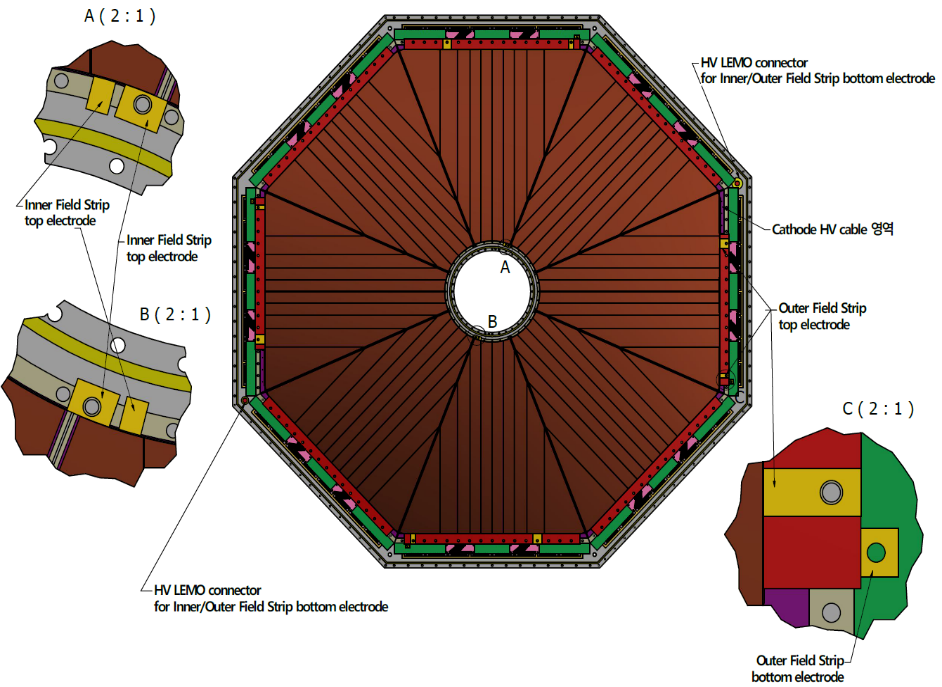 A ( 2 : 1 )
HV LEMO connector
for Inner/Outer Field Strip bottom electrode
Inner Field Strip
top electrode
Inner Field Strip
top electrode
Cathode HV cable 영역
A
B ( 2 : 1 )
B
Outer Field Strip
top electrode
C
C ( 2 : 1 )
HV LEMO connector
for Inner/Outer Field Strip bottom electrode
Outer Field Strip
bottom electrode